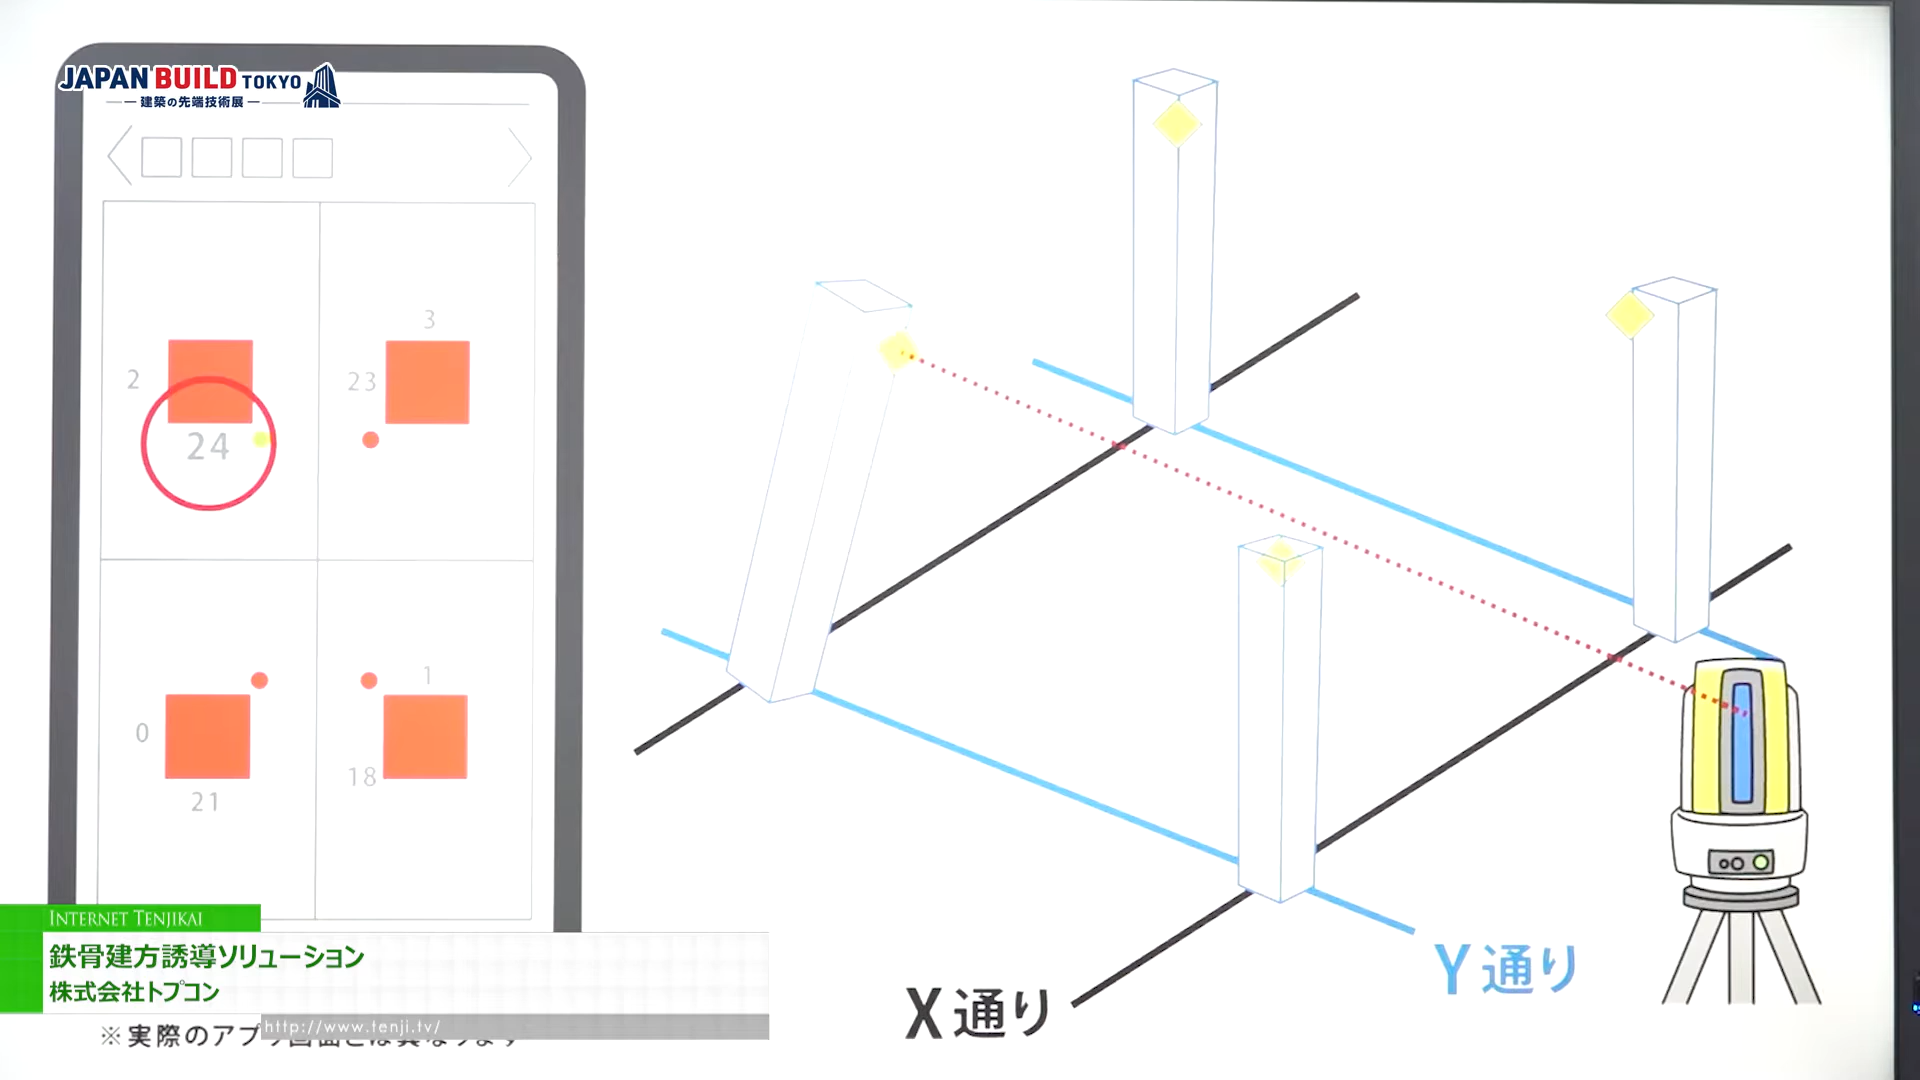 JAPAN BUILD TOKYO
建築の先端技術展
3
2
23
24
1
0
18
21
X通り
Y通り
INTERNET TENJIKAI
鉄骨建方誘導ソリューション
株式会社トプコン
http://www.tenji.tv/
※実際のアプ